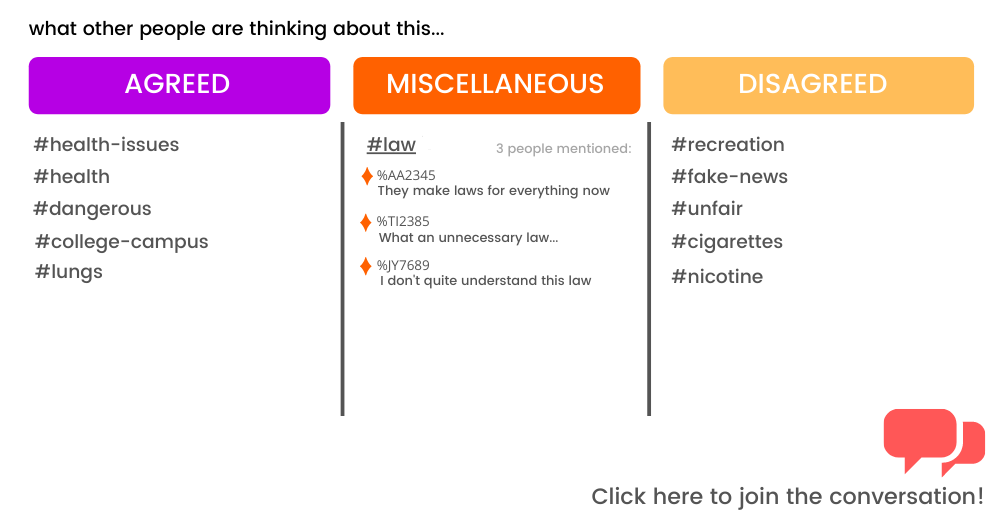 what other people are thinking about this...
AGREED
MISCELLANEOUS
DISAGREED
#health-issues
#health
#dangerous
#college-campus
#lungs
#law
3 people mentioned:
%AA2345
They make laws for everything now
%TI2385
What an unnecessary law...
%JY7689
I don't quite understand this law
#recreation
#fake-news
#unfair
#cigarettes
#nicotine
Click here to join the conversation!